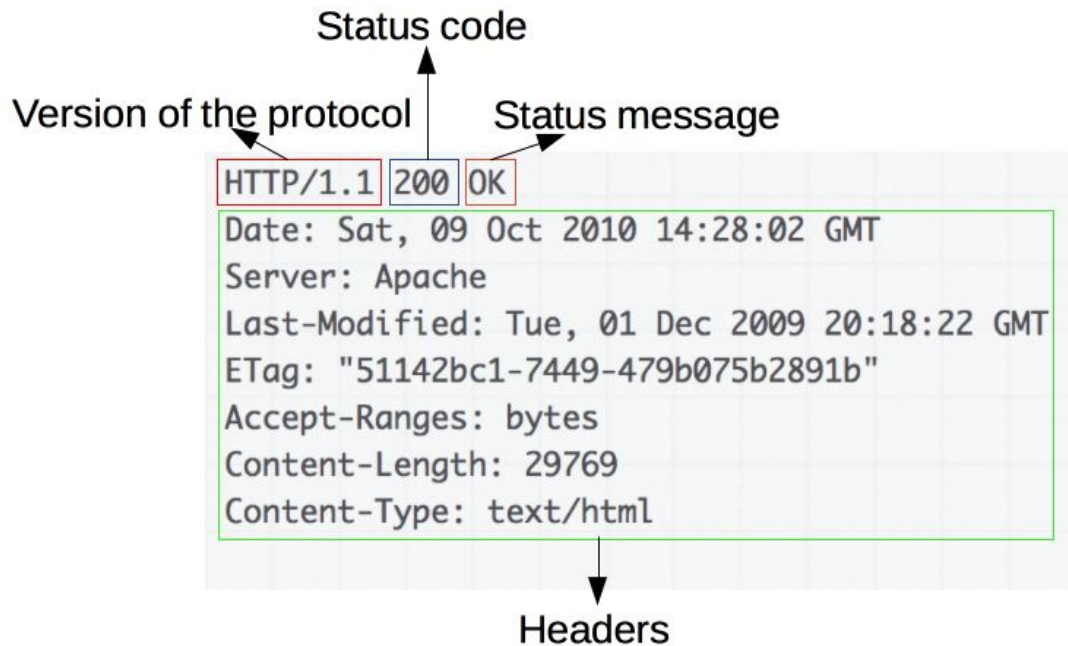 Status code
Version of the protocol
Status message
HTTP/1.1 200 OK
Date: Sat, 09 Oct 2010 14:28:02 GMT
Server: Apache
Last-Modified: Tue, 01 Dec 2009 20:18:22 GMT
ETag: "51142bc1-7449-479b075b2891b"
Accept-Ranges: bytes
Content-Length: 29769
Content-Type: text/html
Headers